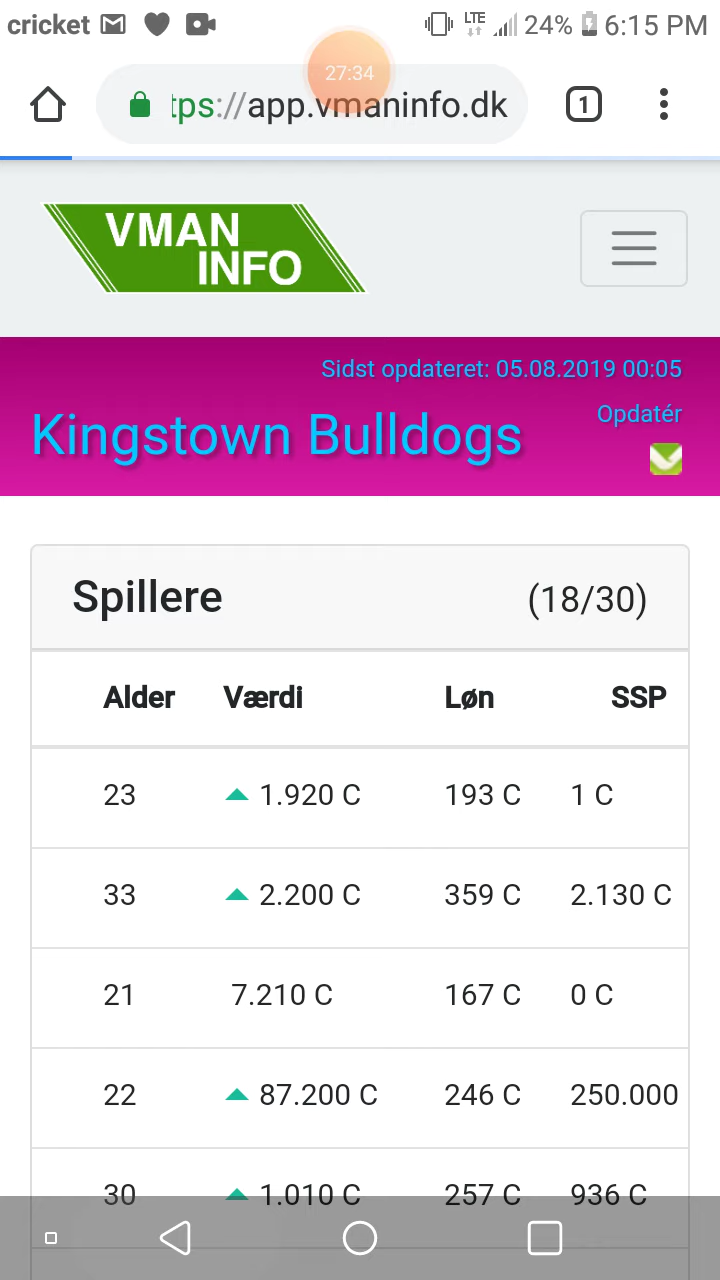 cricket LTE 24% 6:15 PM
27:34
tps://app.vmaninfo.dk 1
VMAN
INFO
Sidst opdateret: 05.08.2019 00:05
Opdatér
Kingstown Bulldogs
Spillere (18/30)
Alder Værdi Løn SSP
23 1.920 C 193 C 1 C
33 2.200 C 359 C 2.130 C
21 7.210 C 167 C 0 C
22 87.200 C 246 C 250.000
30 1.010 C 257 C 936 C